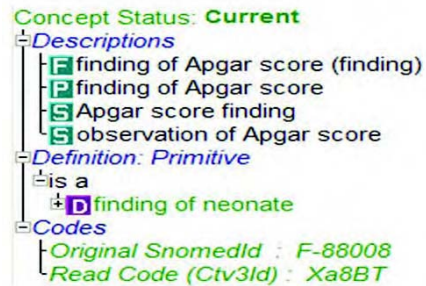 Concept Status: Current
Descriptions
F finding of Apgar score (finding)
P finding of Apgar score
S Apgar score finding
S observation of Apgar score
Definition: Primitive
is a
D finding of neonate
Codes
Original SnomedId : F-88008
Read Code (Ctv3Id) : Xa8BT